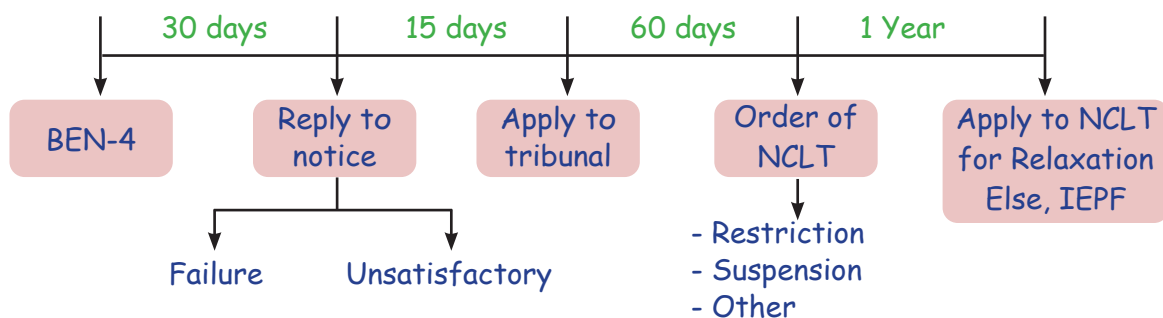 30 days
15 days
60 days
1 Year
BEN-4
Reply to
notice
Apply to
tribunal
Order of
NCLT
Apply to NCLT
for Relaxation
Else, IEPF
Failure
Unsatisfactory
- Restriction
- Suspension
- Other